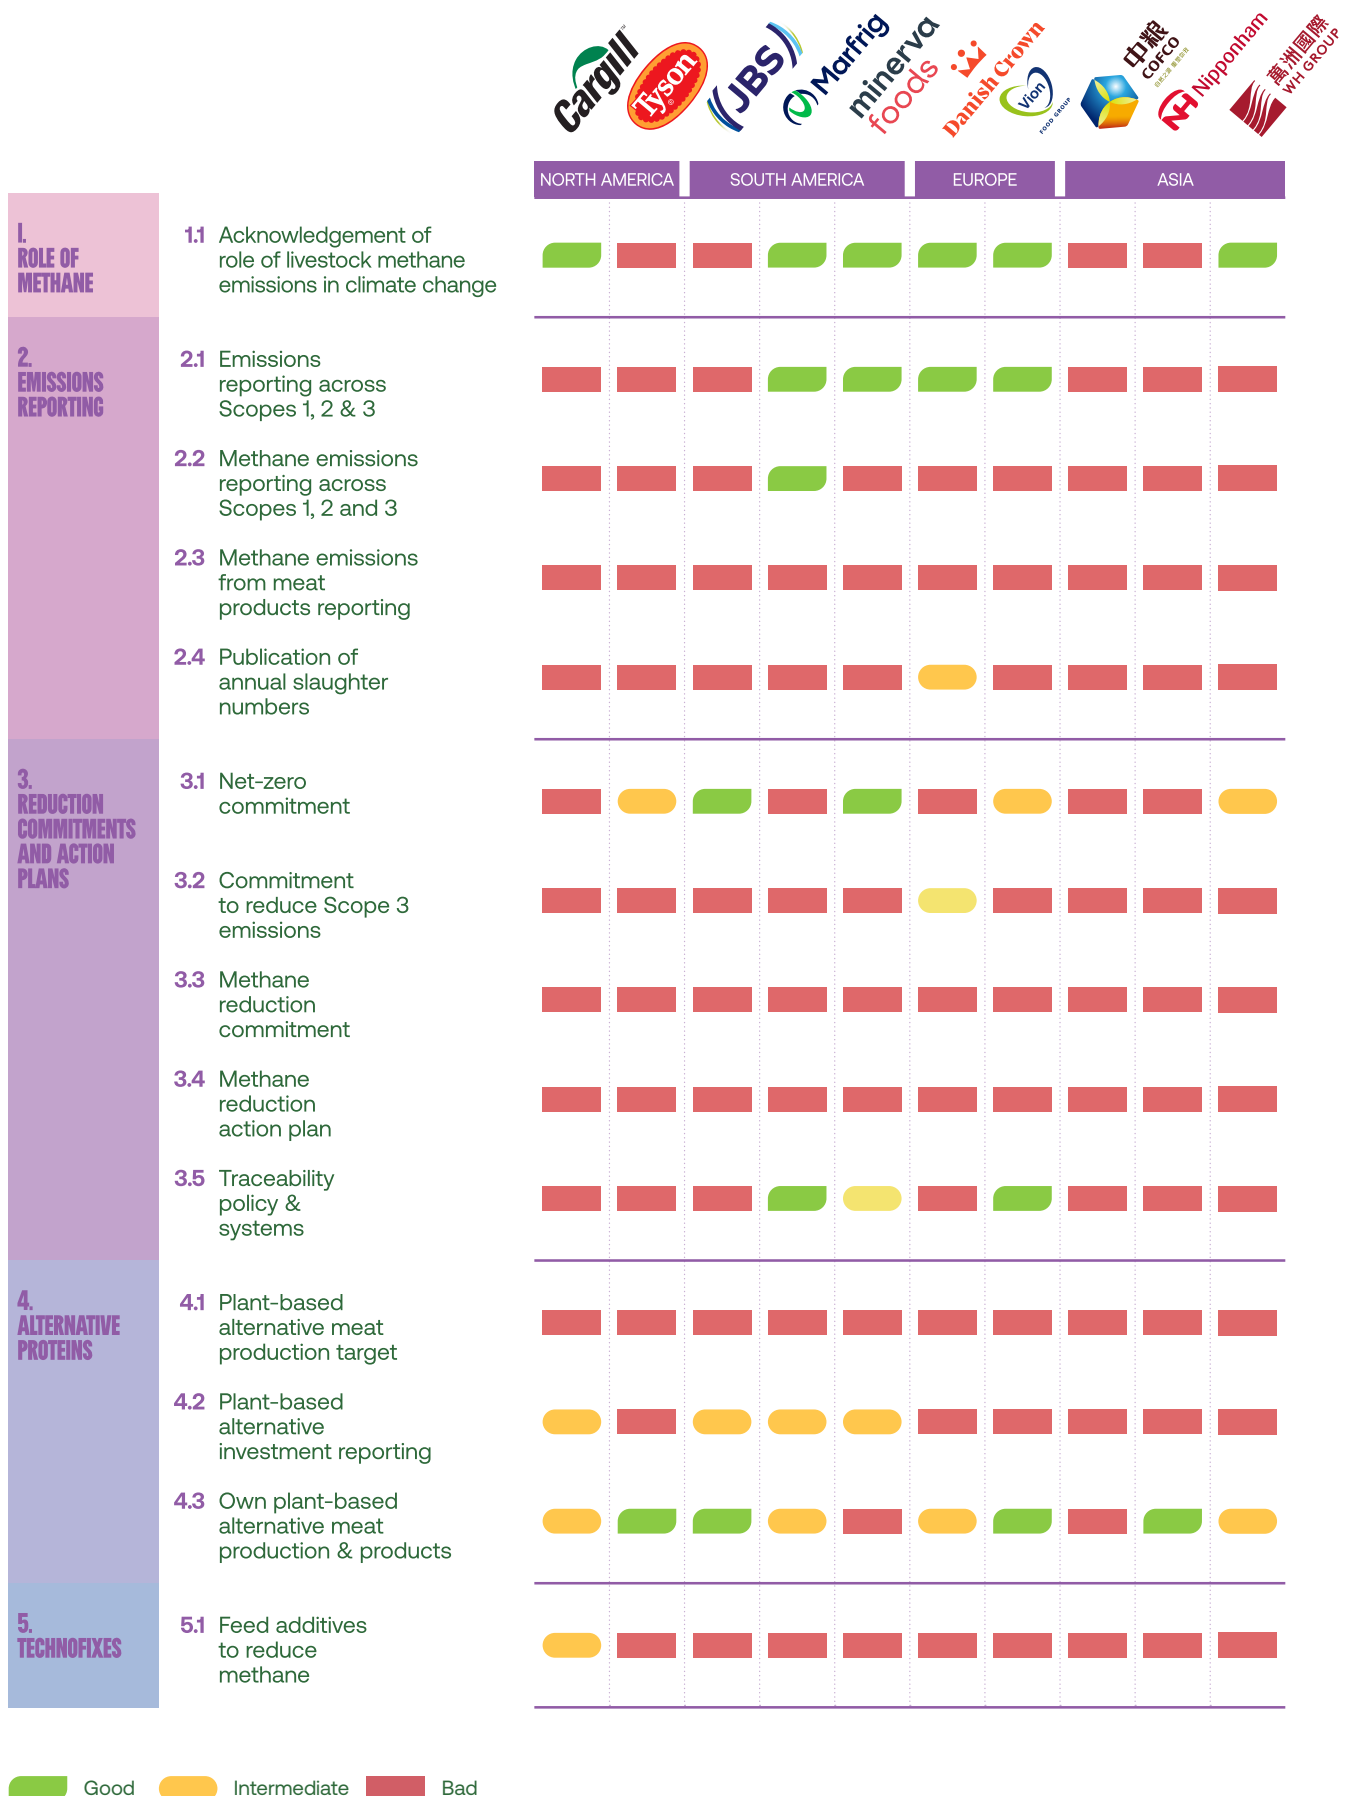 Cargill™
Tyson®
JBS
Marfrig
minerva
foods
Danish Crown
Vion
FOOD GROUP
中粮
COFCO
NH Nipponham
萬洲國際
WH GROUP
NORTH AMERICA
SOUTH AMERICA
EUROPE
ASIA
1.
ROLE OF
METHANE
1.1 Acknowledgement of
role of livestock methane
emissions in climate change
2.
EMISSIONS
REPORTING
2.1 Emissions
reporting across
Scopes 1, 2 & 3
2.2 Methane emissions
reporting across
Scopes 1, 2 and 3
2.3 Methane emissions
from meat
products reporting
2.4 Publication of
annual slaughter
numbers
3.
REDUCTION
COMMITMENTS
AND ACTION
PLANS
3.1 Net-zero
commitment
3.2 Commitment
to reduce Scope 3
emissions
3.3 Methane
reduction
commitment
3.4 Methane
reduction
action plan
3.5 Traceability
policy &
systems
4.
ALTERNATIVE
PROTEINS
4.1 Plant-based
alternative meat
production target
4.2 Plant-based
alternative
investment reporting
4.3 Own plant-based
alternative meat
production & products
5.
TECHNOFIXES
5.1 Feed additives
to reduce
methane
Good
Intermediate
Bad